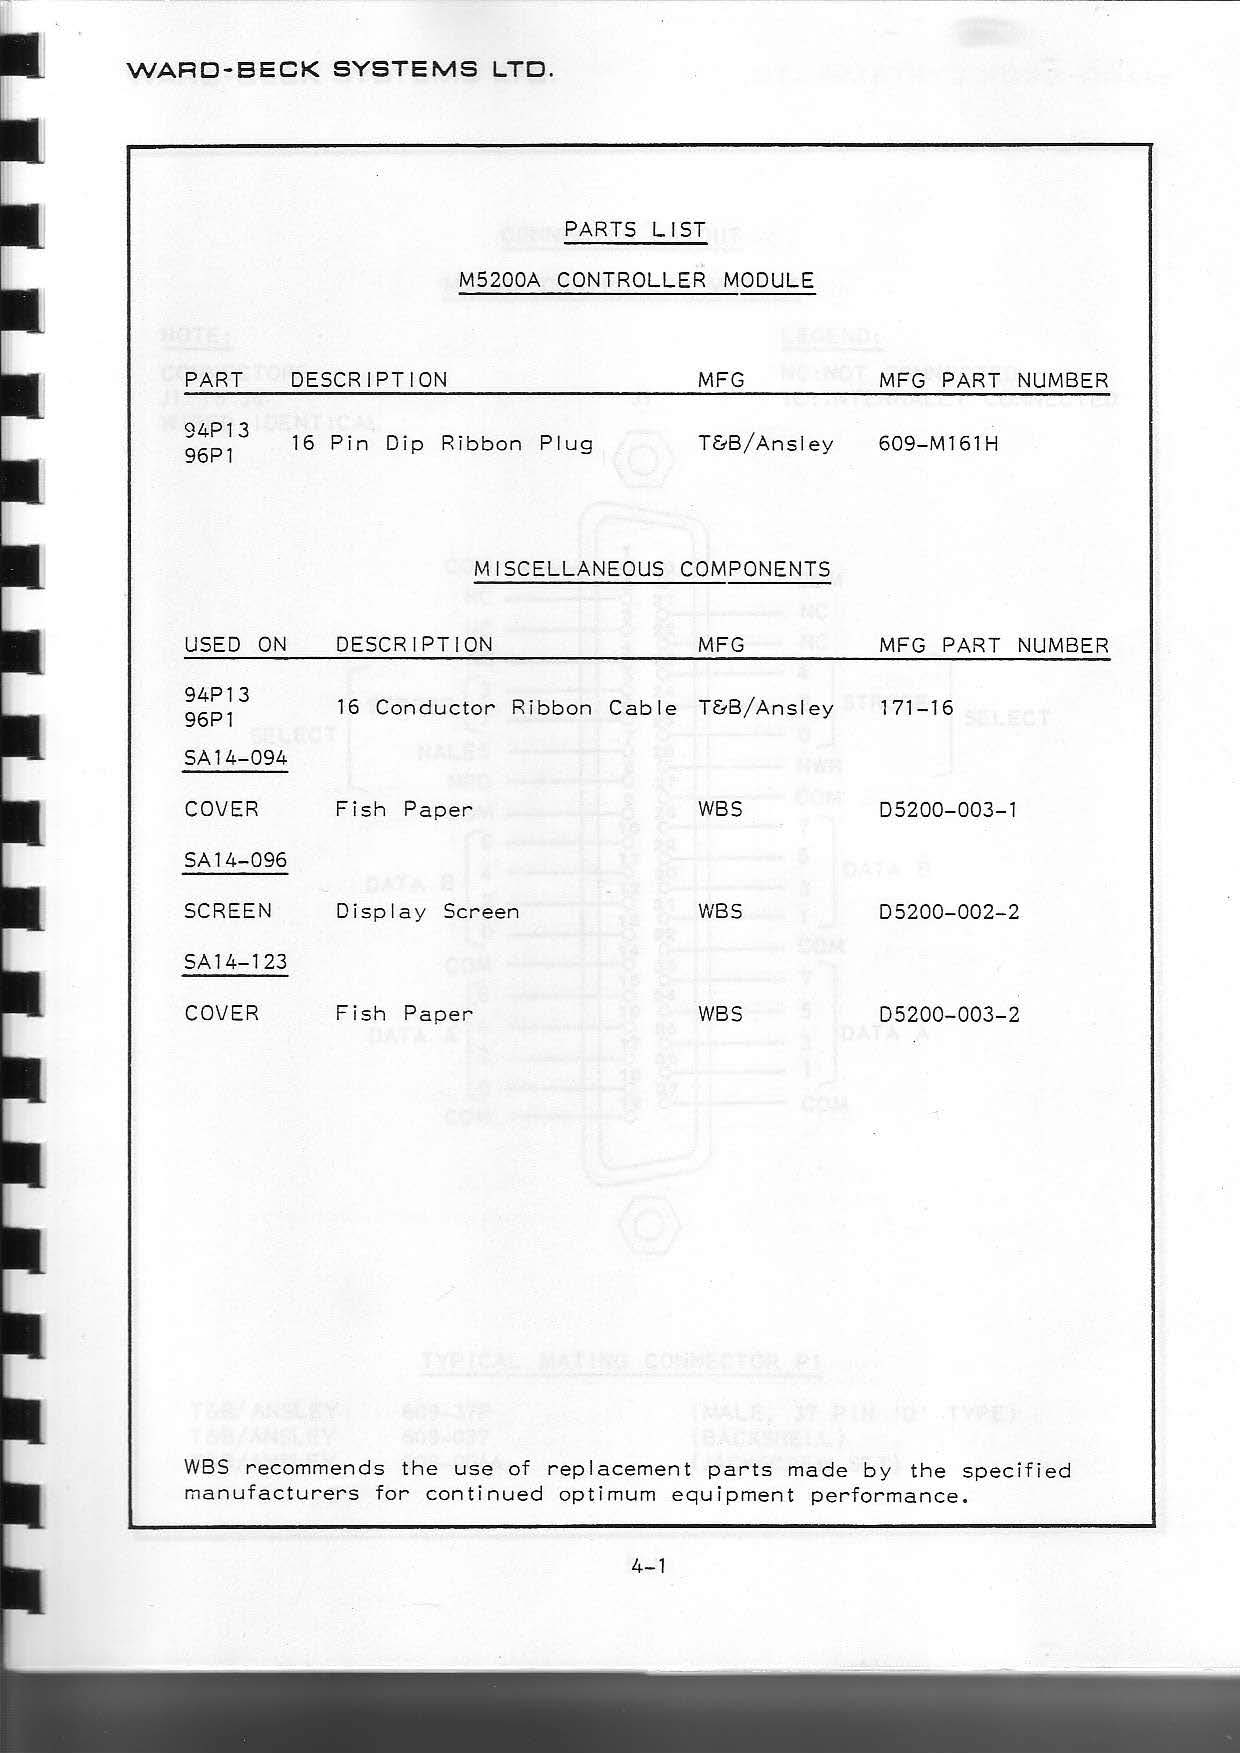 WARD-BECK SYSTEMS LTD.
PARTS LIST
M5200A CONTROLLER MODULE
PART DESCRIPTION MFG MFG PART NUMBER
94P13
96P1 16 Pin Dip Ribbon Plug T&B/Ansley 609-M161H
MISCELLANEOUS COMPONENTS
USED ON DESCRIPTION MFG MFG PART NUMBER
94P13
96P1 16 Conductor Ribbon Cable T&B/Ansley 171-16
SA14-094
COVER Fish Paper WBS D5200-003-1
SA14-096
SCREEN Display Screen WBS D5200-002-2
SA14-123
COVER Fish Paper WBS D5200-003-2
WBS recommends the use of replacement parts made by the specified
manufacturers for continued optimum equipment performance.
4-1